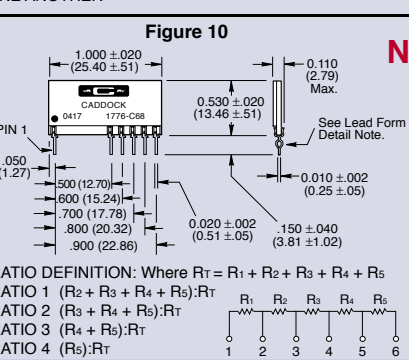 Figure 10
1.000 ±.020
(25.40 ±.51)
0.110
(2.79)
Max.
N
CADDOCK
0417 1776-C68
0.530 ±.020
(13.46 ±.51)
PIN 1
See Lead Form
Detail Note.
.050
(1.27)
.500 (12.70)
.600 (15.24)
.700 (17.78)
.800 (20.32)
.900 (22.86)
0.020 ±.002
(0.51 ±.05)
.150 ±.040
(3.81 ±1.02)
0.010 ±.002
(0.25 ±.05)
ATIO DEFINITION: Where RT = R1 + R2 + R3 + R4 + R5
ATIO 1 (R2 + R3 + R4 + R5):RT
ATIO 2 (R3 + R4 + R5):RT
ATIO 3 (R4 + R5):RT
ATIO 4 (R5):RT
R1 R2 R3 R4 R5
1 2 3 4 5 6